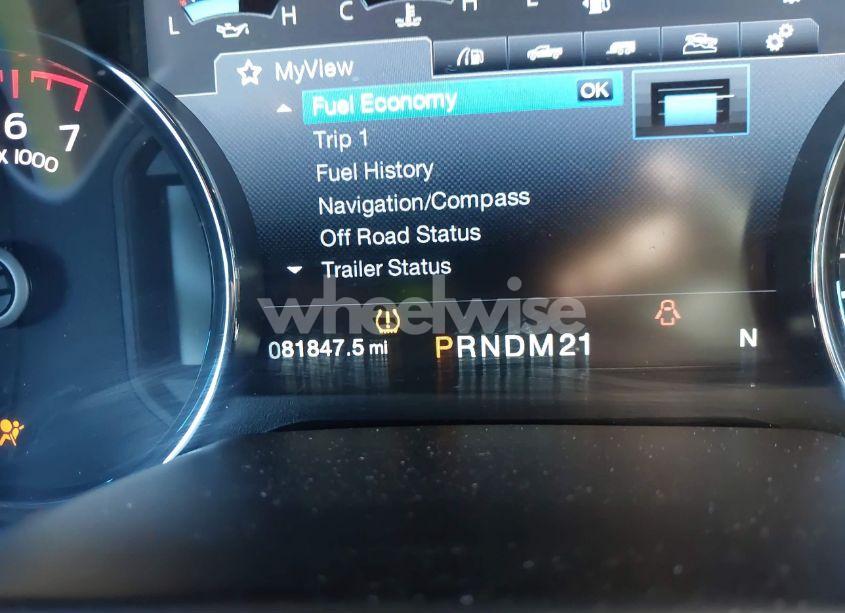 L H C H E
MyView
Fuel Economy OK
Trip 1
Fuel History
Navigation/Compass
Off Road Status
Trailer Status
6 7
x 1000
wheelwise
081847.5 mi PRNDM21 N